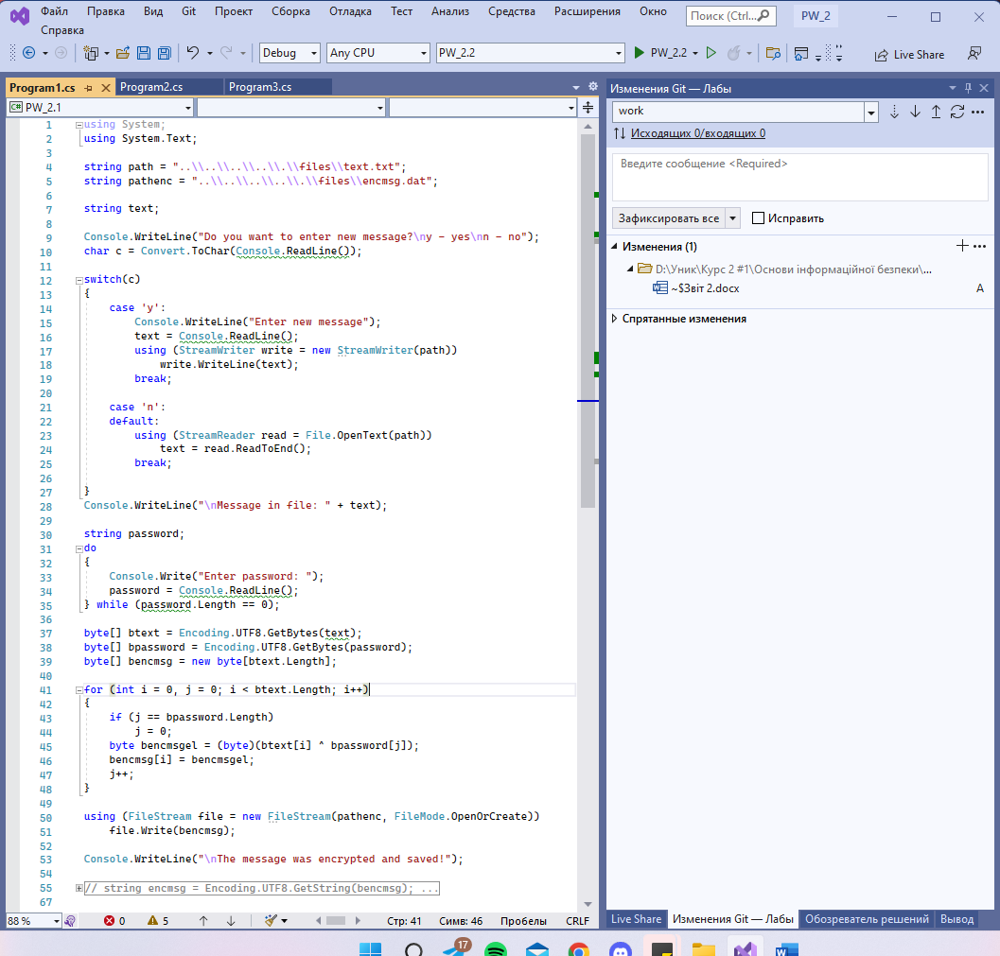 Файл Правка Вид Git Проект Сборка Отладка Тест Анализ Средства Расширения Окно Поиск (Ctrl... PW_2
Справка
Debug Any CPU PW_2.2 PW_2.2 Live Share
Program1.cs Program2.cs Program3.cs
C# PW_2.1
1 using System;
2 using System.Text;
3
4 string path = "..\\..\\..\\..\\.\\files\\text.txt";
5 string pathenc = "..\\..\\..\\..\\.\\files\\encmsg.dat";
6
7 string text;
8
9 Console.WriteLine("Do you want to enter new message?\ny - yes\nn - no");
10 char c = Convert.ToChar(Console.ReadLine());
11
12 switch(c)
13 {
14 case 'y':
15 Console.WriteLine("Enter new message");
16 text = Console.ReadLine();
17 using (StreamWriter write = new StreamWriter(path))
18 write.WriteLine(text);
19 break;
20
21 case 'n':
22 default:
23 using (StreamReader read = File.OpenText(path))
24 text = read.ReadToEnd();
25 break;
26
27 }
28 Console.WriteLine("\nMessage in file: " + text);
29
30 string password;
31 do
32 {
33 Console.Write("Enter password: ");
34 password = Console.ReadLine();
35 } while (password.Length == 0);
36
37 byte[] btext = Encoding.UTF8.GetBytes(text);
38 byte[] bpassword = Encoding.UTF8.GetBytes(password);
39 byte[] bencmsg = new byte[btext.Length];
40
41 for (int i = 0, j = 0; i < btext.Length; i++)
42 {
43 if (j == bpassword.Length)
44 j = 0;
45 byte bencmsgel = (byte)(btext[i] ^ bpassword[j]);
46 bencmsg[i] = bencmsgel;
47 j++;
48 }
49
50 using (FileStream file = new FileStream(pathenc, FileMode.OpenOrCreate))
51 file.Write(bencmsg);
52
53 Console.WriteLine("\nThe message was encrypted and saved!");
54
55 // string encmsg = Encoding.UTF8.GetString(bencmsg); ...
67
88 % 0 5 Стр: 41 Симв: 46 Пробелы CRLF
Изменения Git — Лабы
work
Исходящих 0/входящих 0
Введите сообщение <Required>
Зафиксировать все Исправить
Изменения (1)
D:\Уник\Курс 2 #1\Основи інформаційної безпеки\...
~$Звіт 2.docx A
Спрятанные изменения
Live Share Изменения Git — Лабы Обозреватель решений Вывод
17